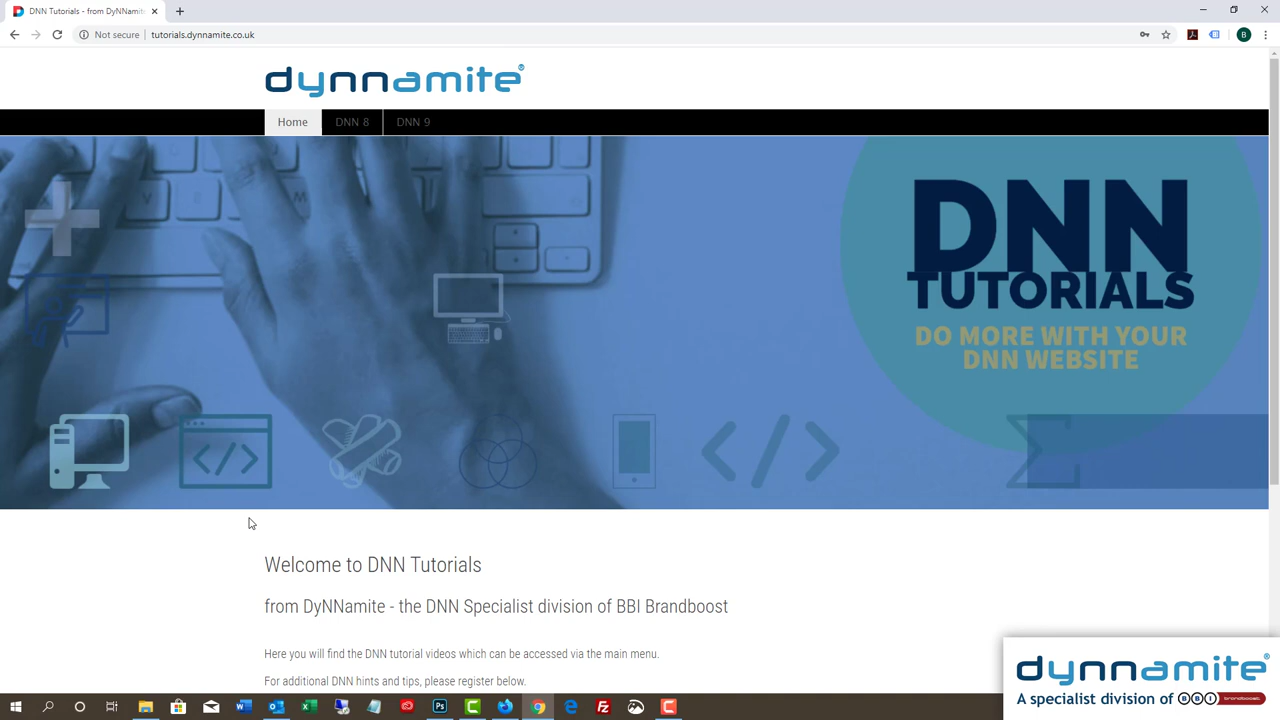 DNN Tutorials - from DyNNamit
Not secure
tutorials.dynnamite.co.uk
B
dynnamite®
Home
DNN 8
DNN 9
DNN
TUTORIALS
DO MORE WITH YOUR
DNN WEBSITE
Welcome to DNN Tutorials
from DyNNamite - the DNN Specialist division of BBI Brandboost
Here you will find the DNN tutorial videos which can be accessed via the main menu.
For additional DNN hints and tips, please register below.
dynnamite®
A specialist division of BBI brandboost